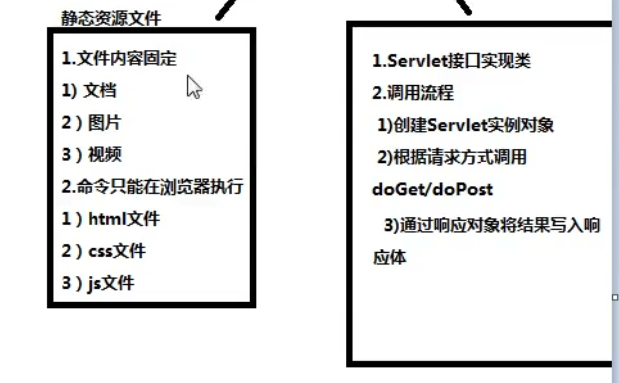 静态资源文件
1.文件内容固定
1) 文档
2）图片
3）视频
2.命令只能在浏览器执行
1）html文件
2）css文件
3）js文件
1.Servlet接口实现类
2.调用流程
1)创建Servlet实例对象
2)根据请求方式调用
doGet/doPost
3)通过响应对象将结果写入响
应体